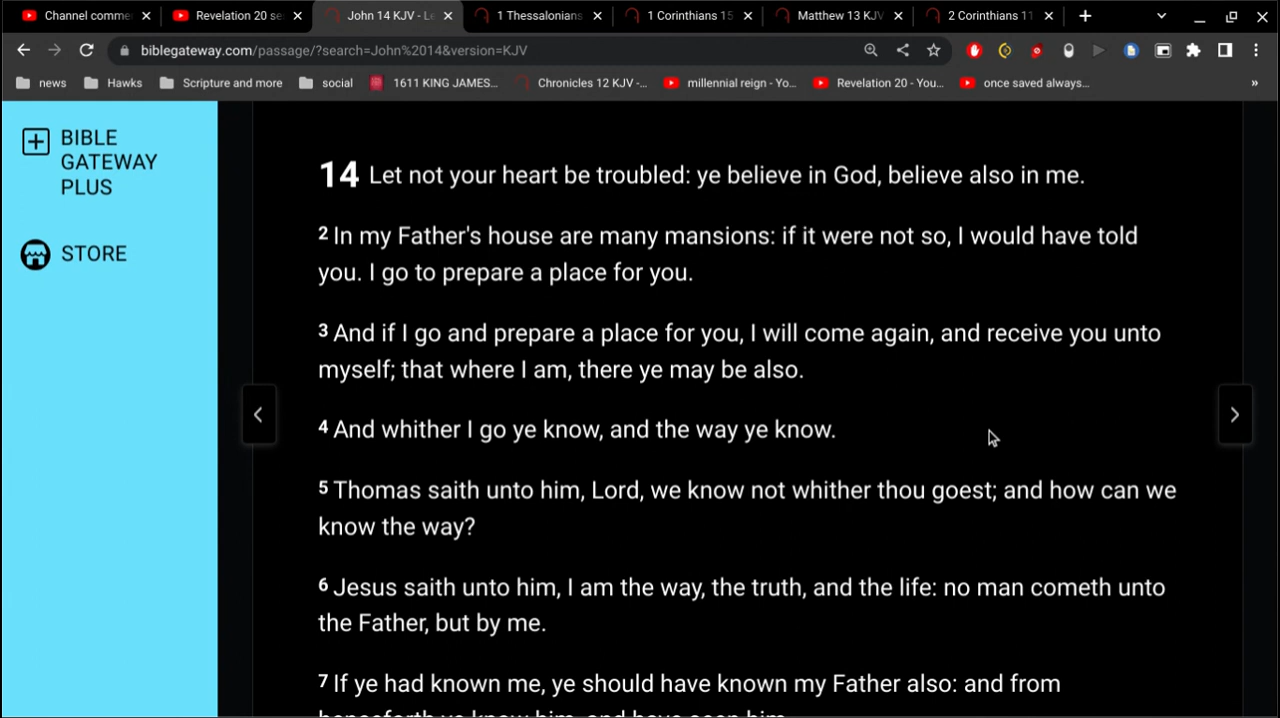 Channel comme
Revelation 20 se
John 14 KJV - Le
1 Thessalonians
1 Corinthians 15
Matthew 13 KJV
2 Corinthians 11
biblegateway.com/passage/?search=John%2014&version=KJV
news
Hawks
Scripture and more
social
1611 KING JAMES...
Chronicles 12 KJV -...
millennial reign - Yo...
Revelation 20 - You...
once saved always...
»
BIBLE
GATEWAY
PLUS
STORE
14 Let not your heart be troubled: ye believe in God, believe also in me.
2 In my Father's house are many mansions: if it were not so, I would have told
you. I go to prepare a place for you.
3 And if I go and prepare a place for you, I will come again, and receive you unto
myself; that where I am, there ye may be also.
4 And whither I go ye know, and the way ye know.
5 Thomas saith unto him, Lord, we know not whither thou goest; and how can we
know the way?
6 Jesus saith unto him, I am the way, the truth, and the life: no man cometh unto
the Father, but by me.
7 If ye had known me, ye should have known my Father also: and from
henceforth ye know him, and have seen him.